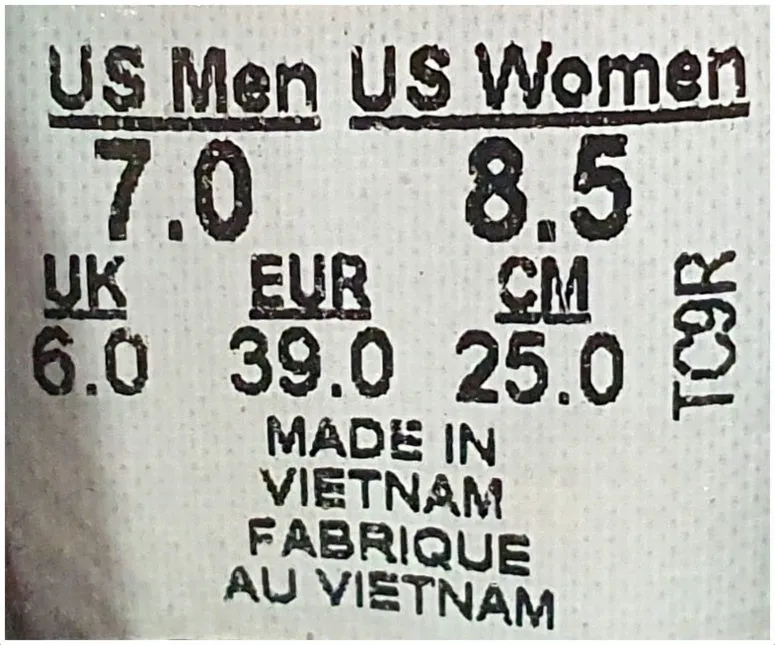 US Men US Women
7.0 8.5
UK EUR CM
6.0 39.0 25.0
TC9R
MADE IN
VIETNAM
FABRIQUE
AU VIETNAM